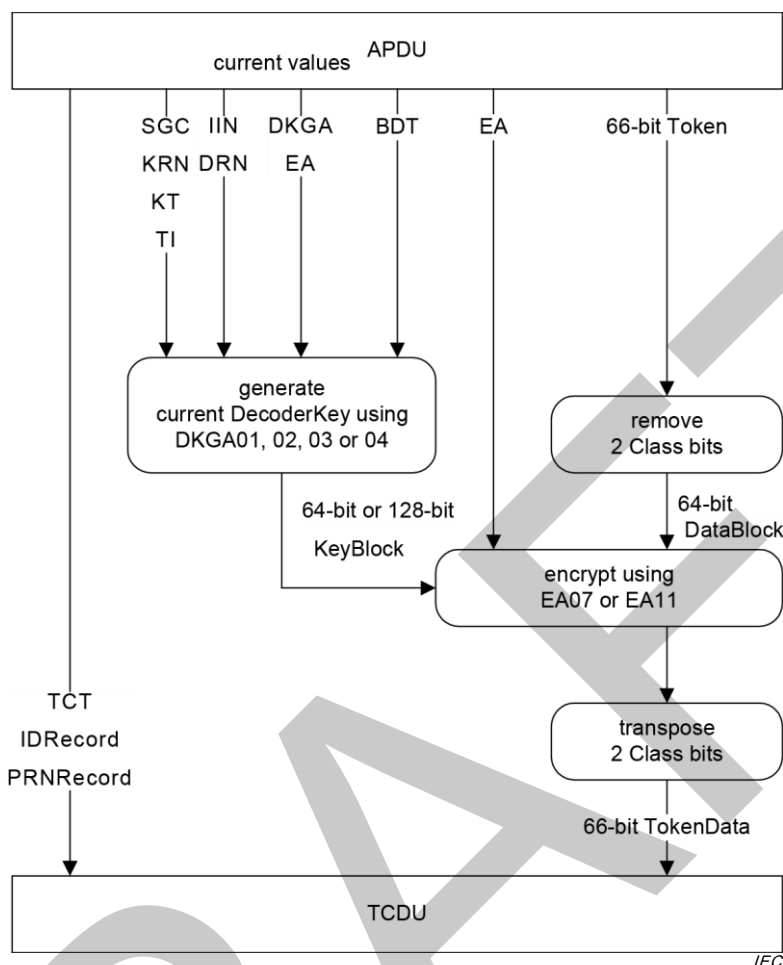 APDU
current values
SGC IIN DKGA BDT EA 66-bit Token
KRN DRN EA
KT
TI
generate
current DecoderKey using
DKGA01, 02, 03 or 04
remove
2 Class bits
64-bit or 128-bit
KeyBlock
64-bit
DataBlock
encrypt using
EA07 or EA11
TCT
IDRecord
PRNRecord
transpose
2 Class bits
66-bit TokenData
TCDU
IEC